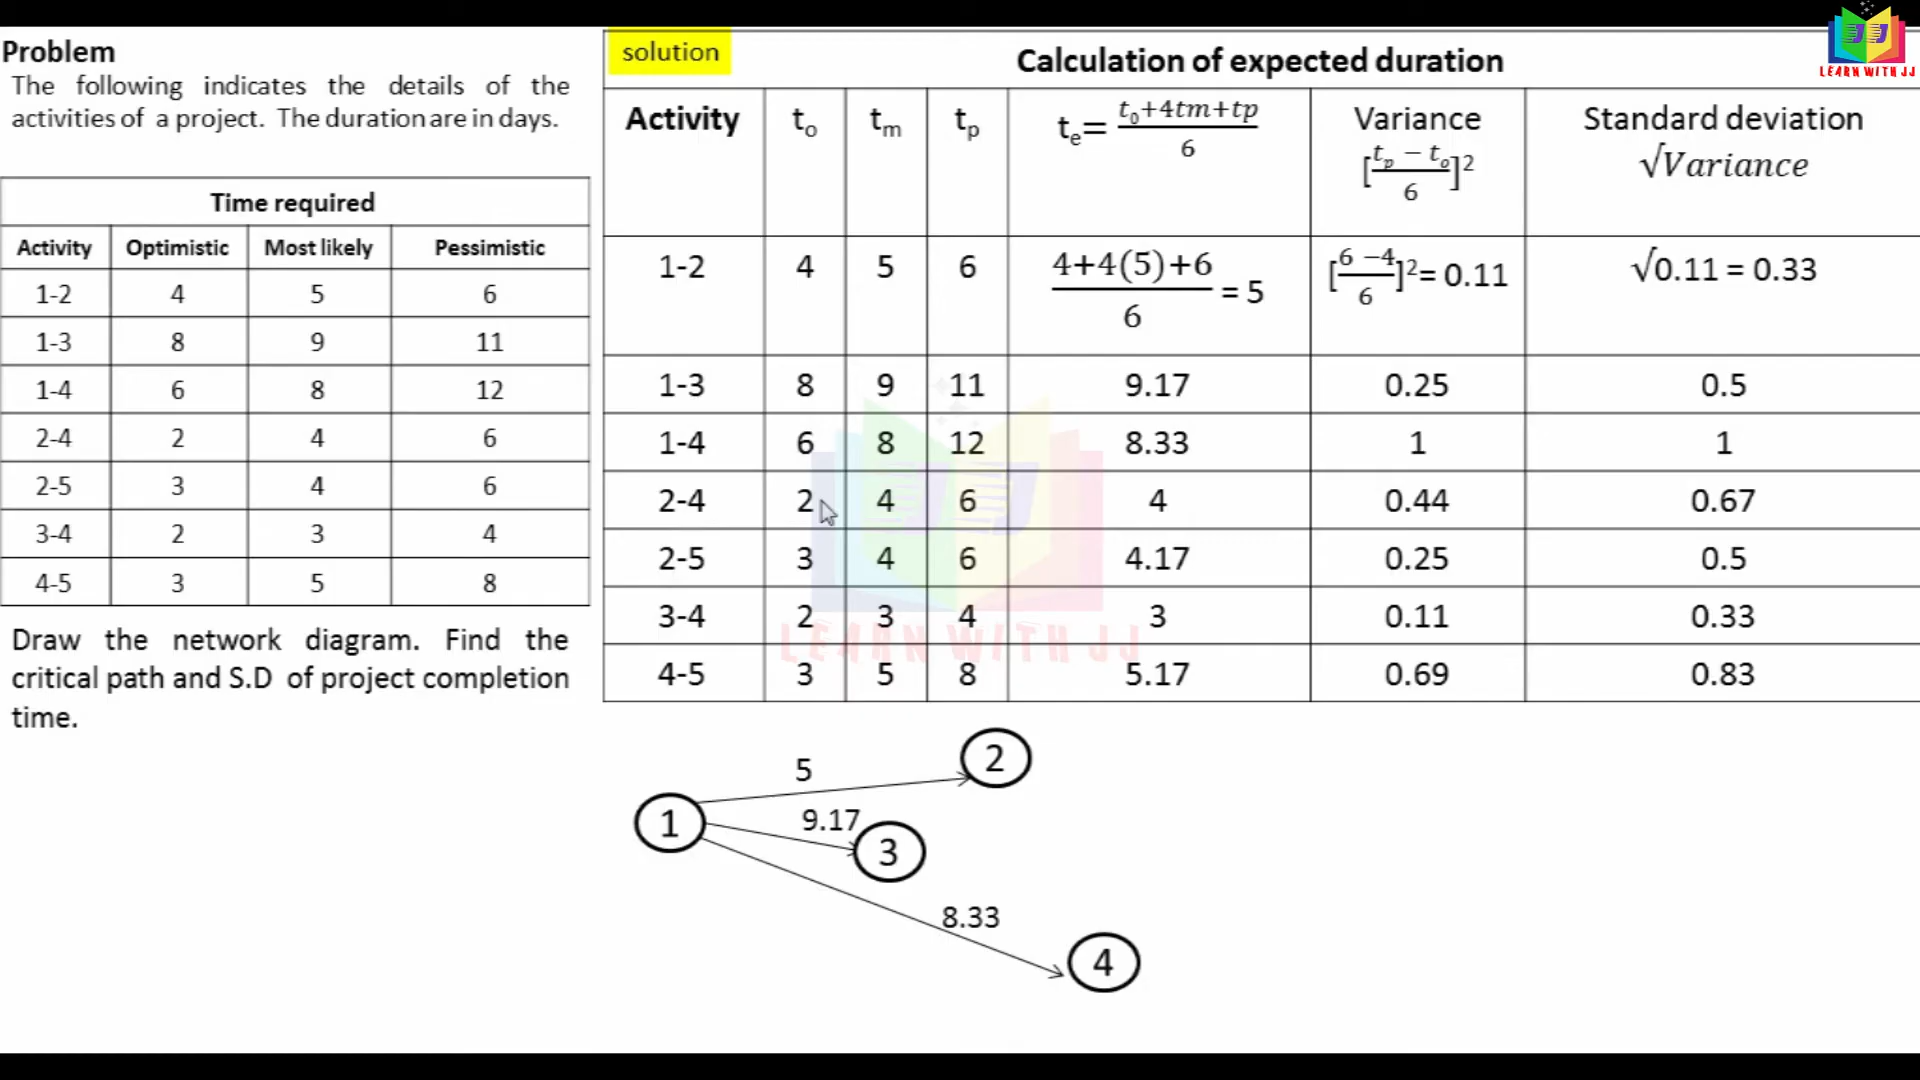 Problem
The following indicates the details of the
activities of a project. The duration are in days.
Time required
Activity Optimistic Most likely Pessimistic
1-2 4 5 6
1-3 8 9 11
1-4 6 8 12
2-4 2 4 6
2-5 3 4 6
3-4 2 3 4
4-5 3 5 8
Draw the network diagram. Find the
critical path and S.D of project completion
time.
solution
Calculation of expected duration
Activity to tm tp te= (t0+4tm+tp)/6 Variance [(tp − to)/6]² Standard deviation √Variance
1-2 4 5 6 (4+4(5)+6)/6 = 5 [(6 −4)/6]²= 0.11 √0.11 = 0.33
1-3 8 9 11 9.17 0.25 0.5
1-4 6 8 12 8.33 1 1
2-4 2 4 6 4 0.44 0.67
2-5 3 4 6 4.17 0.25 0.5
3-4 2 3 4 3 0.11 0.33
4-5 3 5 8 5.17 0.69 0.83
LEARN WITH JJ
5
2
1
9.17
3
8.33
4
JJ
LEARN WITH JJ